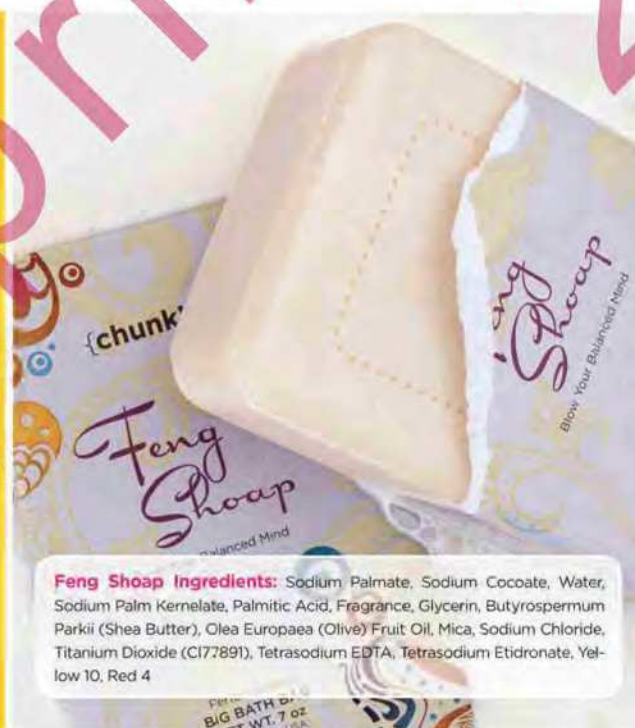 {chunk
Feng
Shoap
Balanced Mind
Shoap
Blow Your Balanced Mind
Feng Shoap Ingredients: Sodium Palmate, Sodium Cocoate, Water,
Sodium Palm Kernelate, Palmitic Acid, Fragrance, Glycerin, Butyrospermum
Parkii (Shea Butter), Olea Europaea (Olive) Fruit Oil, Mica, Sodium Chloride,
Titanium Dioxide (CI77891), Tetrasodium EDTA, Tetrasodium Etidronate, Yel-
low 10, Red 4
BIG BATH
WT. 7 oz